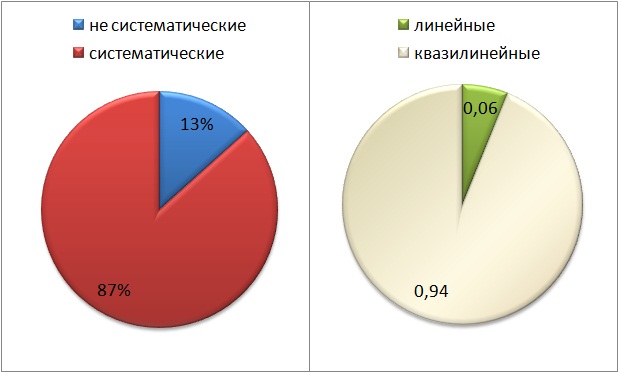 не систематические
систематические
13%
87%
линейные
квазилинейные
0,06
0,94